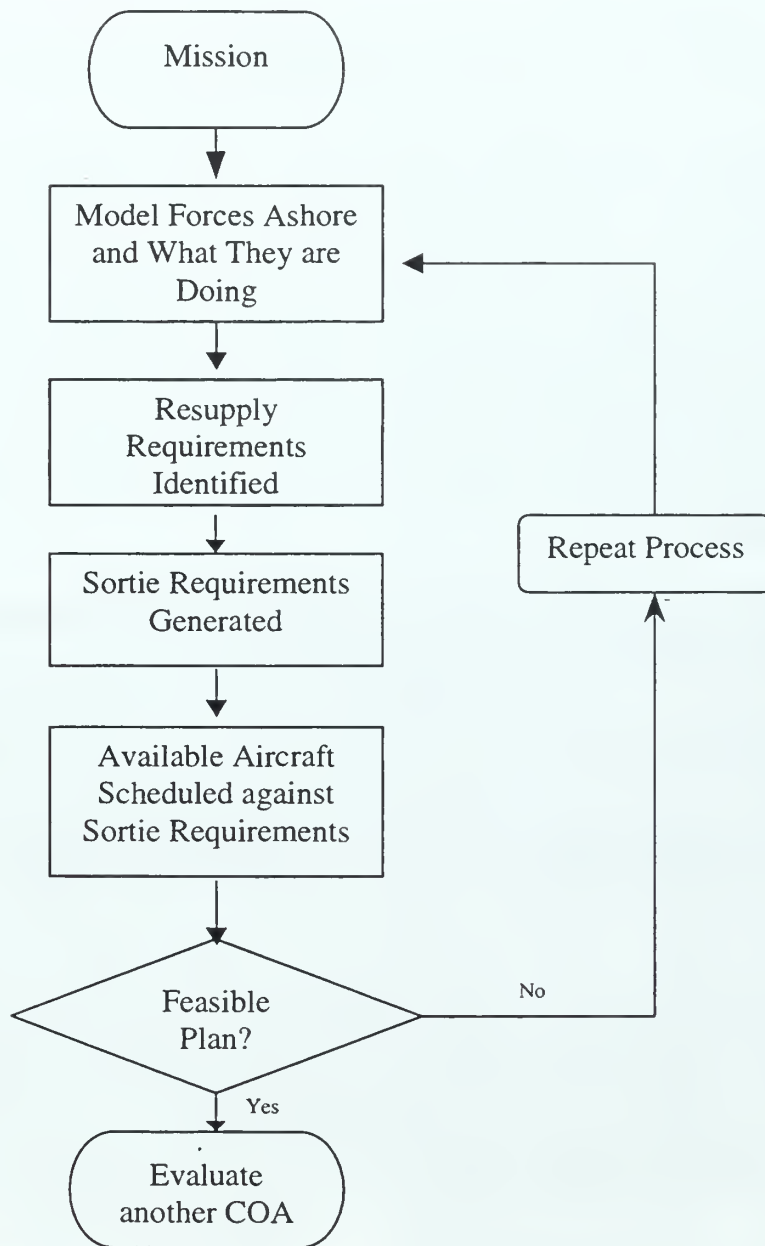 Mission
Model Forces Ashore
and What They are
Doing
Resupply
Requirements
Identified
Repeat Process
Sortie Requirements
Generated
Available Aircraft
Scheduled against
Sortie Requirements
Feasible
Plan?
No
Yes
Evaluate
another COA